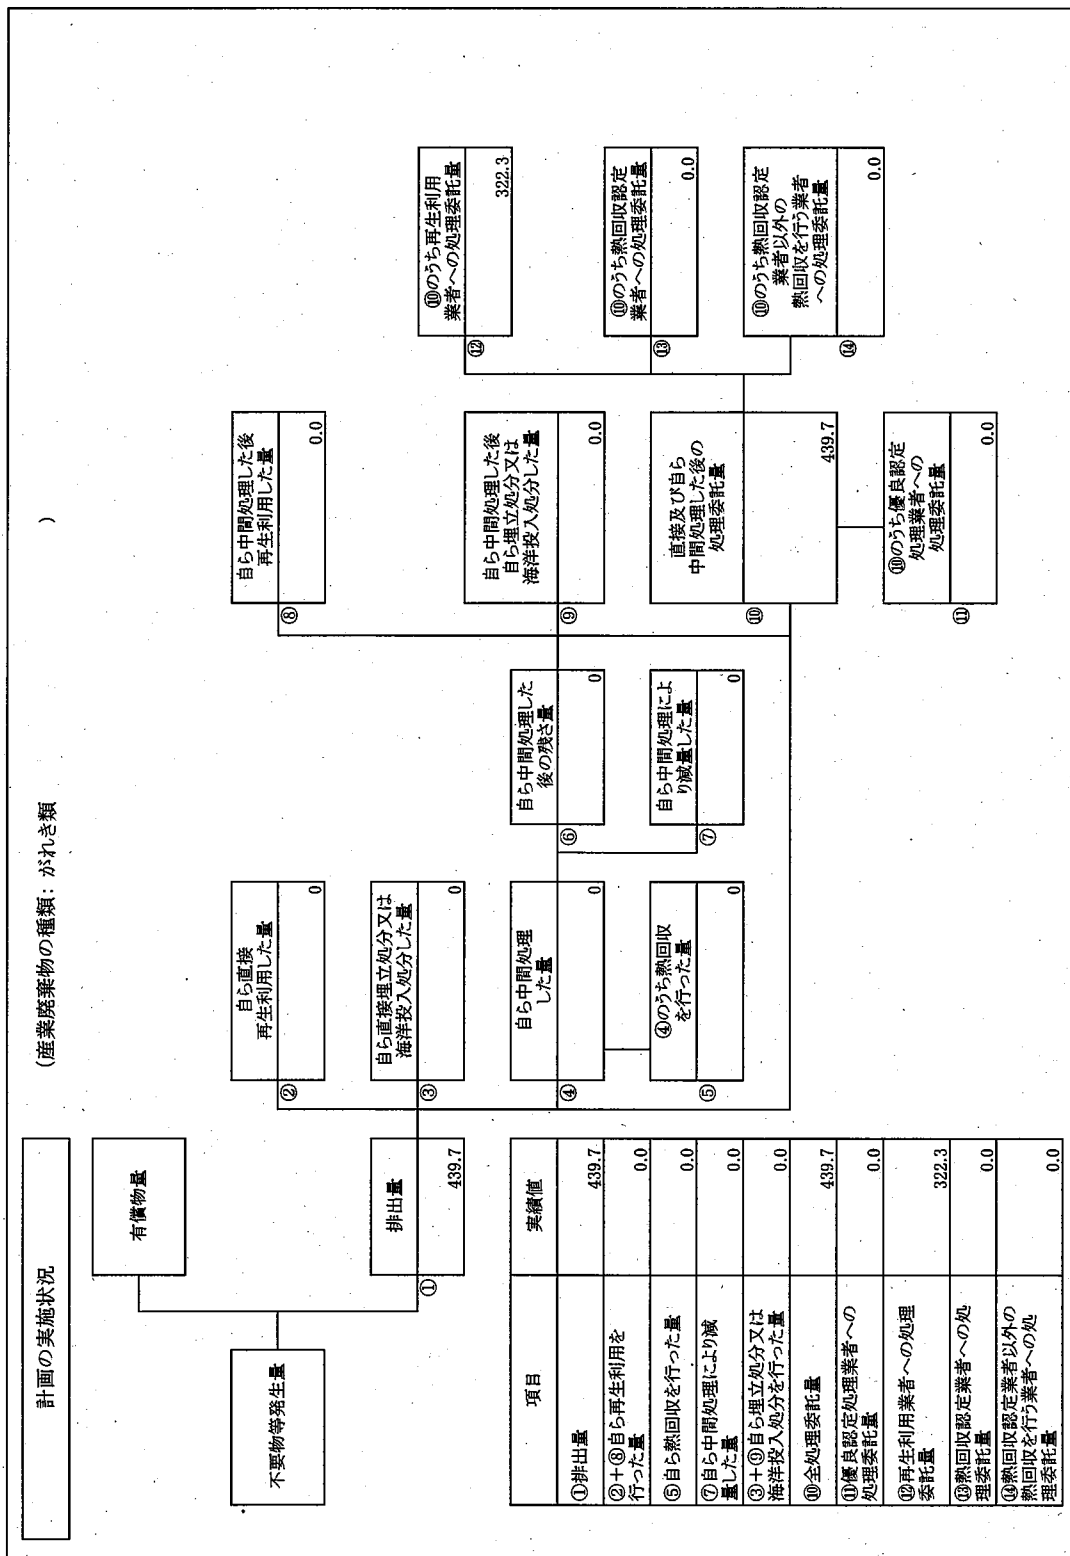 計画の実施状況
(産業廃棄物の種類: がれき類 )
不要物等発生量
有償物量
①
排出量
439.7
②
自ら直接
再生利用した量
0
③
自ら直接埋立処分又は
海洋投入処分した量
0
④
自ら中間処理
した量
0
⑤
④のうち熱回収
を行った量
0
⑥
自ら中間処理した
後の残さ量
0
⑦
自ら中間処理によ
り減量した量
0
⑧
自ら中間処理した後
再生利用した量
0.0
⑨
自ら中間処理した後
自ら埋立処分又は
海洋投入処分した量
0.0
⑩
直接及び自ら
中間処理した後の
処理委託量
439.7
⑪
⑩のうち優良認定
処理業者への
処理委託量
0.0
⑫
⑩のうち再生利用
業者への処理委託量
322.3
⑬
⑩のうち熱回収認定
業者への処理委託量
0.0
⑭
⑩のうち熱回収認定
業者以外の
熱回収を行う業者
への処理委託量
0.0
項目 実績値
①排出量 439.7
②+⑧自ら再生利用を
行った量 0.0
⑤自ら熱回収を行った量 0.0
⑦自ら中間処理により減
量した量 0.0
③+⑨自ら埋立処分又は
海洋投入処分を行った量 0.0
⑩全処理委託量 439.7
⑪優良認定処理業者への
処理委託量 0.0
⑫再生利用業者への処理
委託量 322.3
⑬熱回収認定業者への処
理委託量 0.0
⑭熱回収認定業者以外の
熱回収を行う業者への処
理委託量 0.0